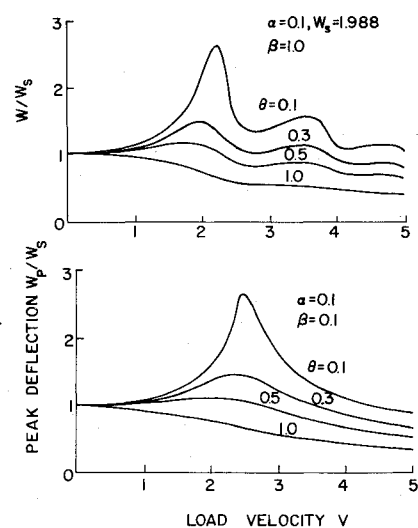 α=0.1, Ws=1.988
β=1.0
3
2
1
0
W/Ws
θ=0.1
0.3
0.5
1.0
1 2 3 4 5
3
2
1
0
PEAK DEFLECTION Wp/Ws
α=0.1
β=0.1
θ=0.1
0.5 0.3
1.0
1 2 3 4 5
LOAD VELOCITY V